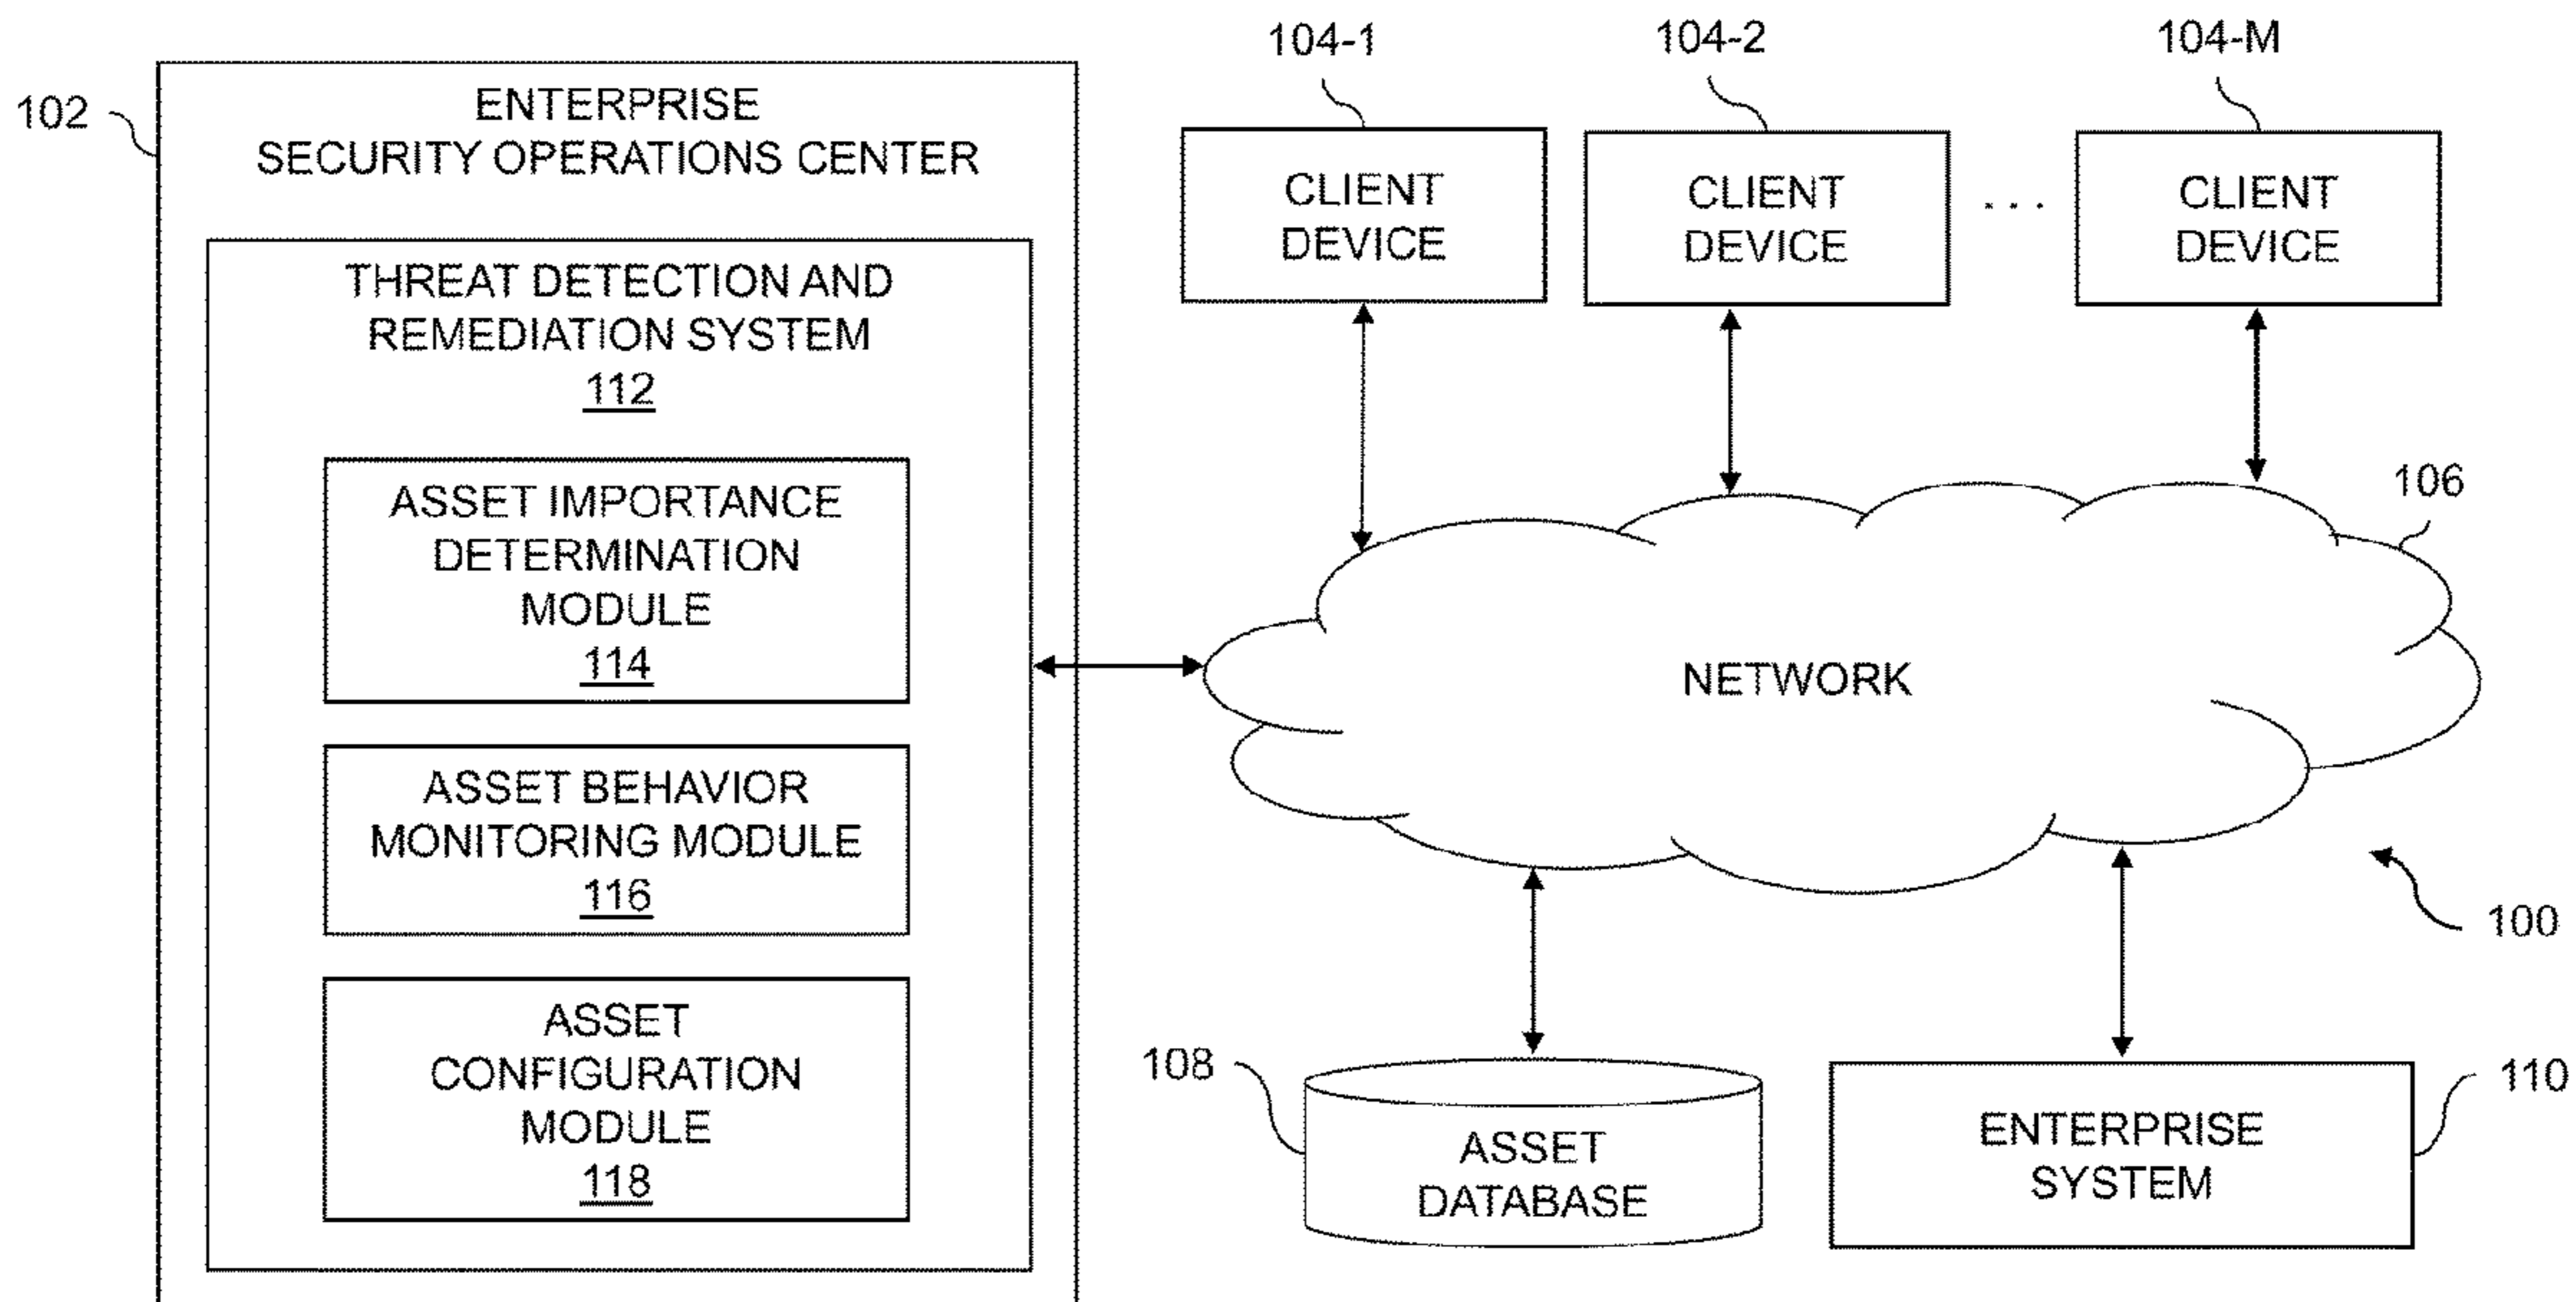 102
ENTERPRISE
SECURITY OPERATIONS CENTER
THREAT DETECTION AND
REMEDIATION SYSTEM
112
ASSET IMPORTANCE
DETERMINATION
MODULE
114
ASSET BEHAVIOR
MONITORING MODULE
116
ASSET
CONFIGURATION
MODULE
118
104-1
CLIENT
DEVICE
104-2
CLIENT
DEVICE
. . .
104-M
CLIENT
DEVICE
106
NETWORK
100
108
ASSET
DATABASE
110
ENTERPRISE
SYSTEM